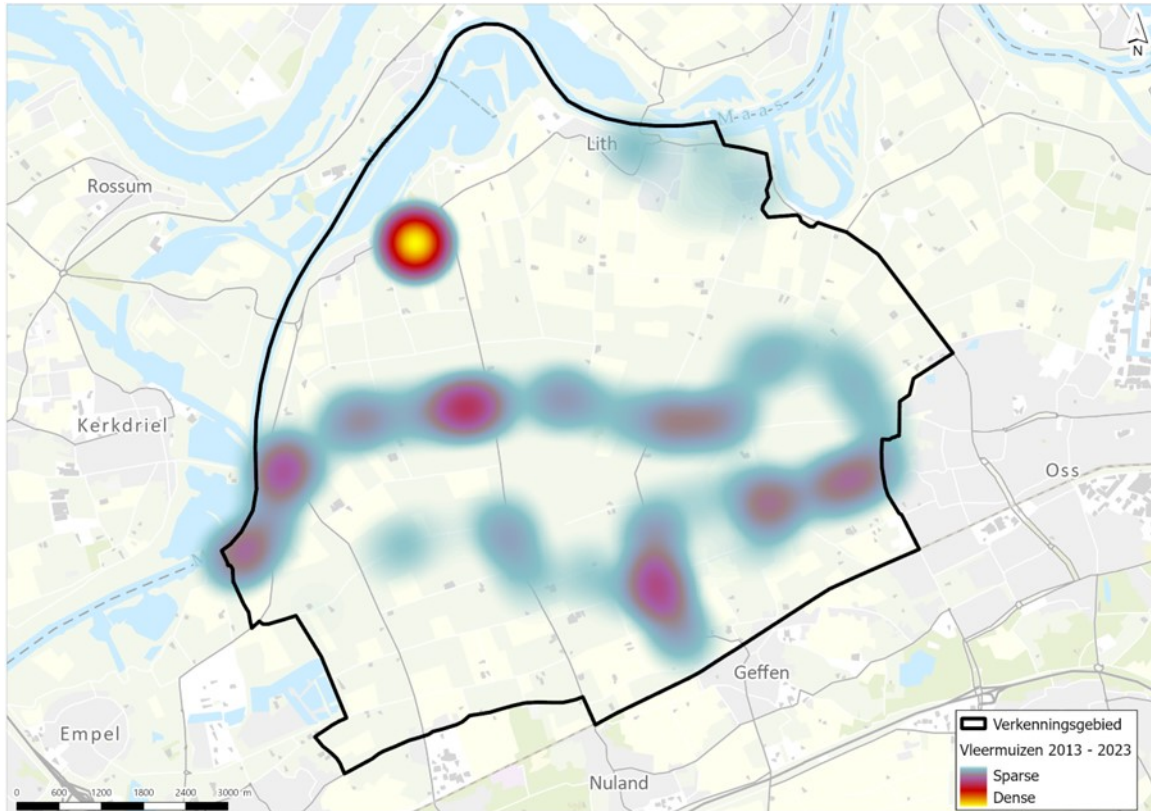 N
M-a-a-s
Lith
Rossum
Kerkdriel
Oss
Geffen
Empel
Nuland
Verkenningsgebied
Vleermuizen 2013 - 2023
Sparse
Dense
0 600 1200 1800 2400 3000 m